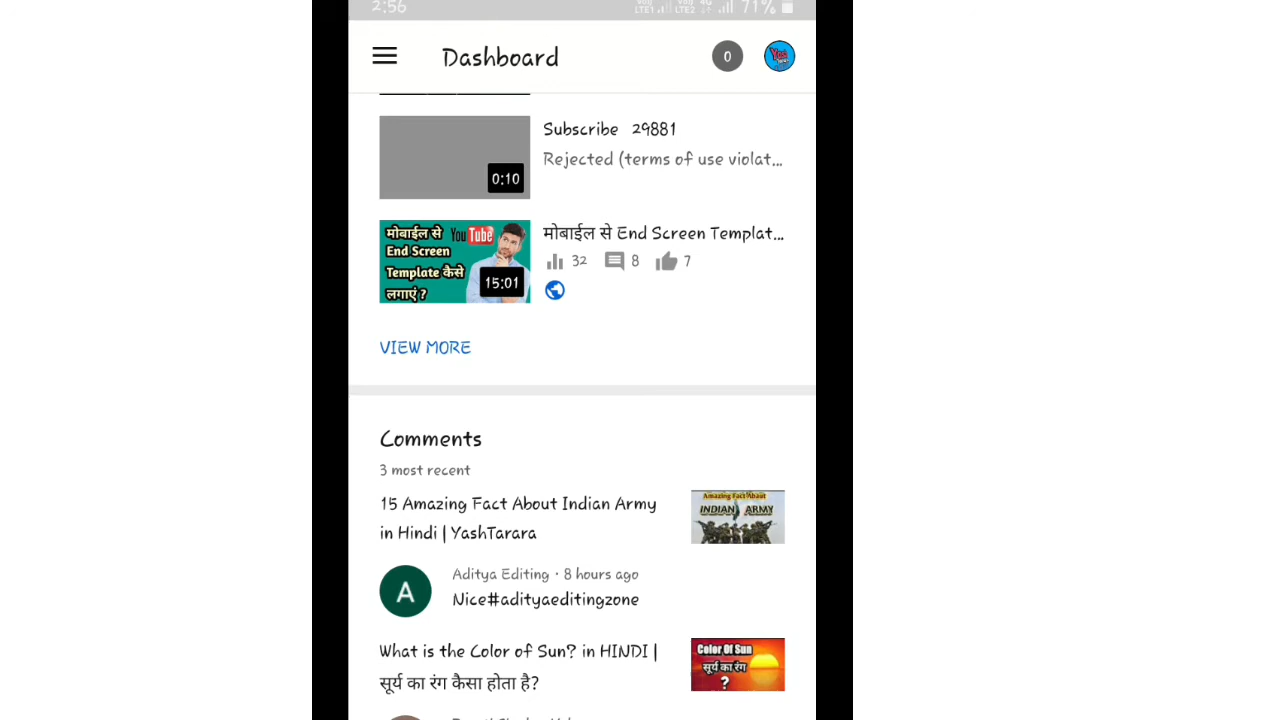 2:56
71%
Dashboard
0
Subscribe 29881
Rejected (terms of use violat...
0:10
मोबाईल से YouTube
End Screen
Template कैसे
लगाएं ?
15:01
मोबाईल से End Screen Templat...
32 8 7
VIEW MORE
Comments
3 most recent
15 Amazing Fact About Indian Army
in Hindi | YashTarara
Amazing Fact About
INDIAN ARMY
A
Aditya Editing · 8 hours ago
Nice#adityaeditingzone
What is the Color of Sun? in HINDI |
सूर्य का रंग कैसा होता है?
Color Of Sun
सूर्य का रंग
?